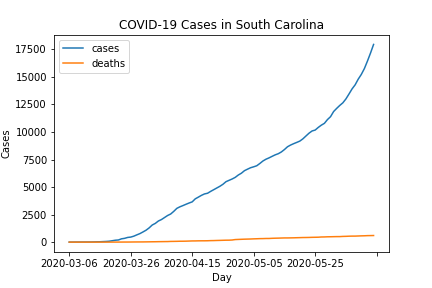 COVID-19 Cases in South Carolina
cases
deaths
17500
15000
12500
10000
7500
5000
2500
0
Cases
2020-03-06 2020-03-26 2020-04-15 2020-05-05 2020-05-25
Day